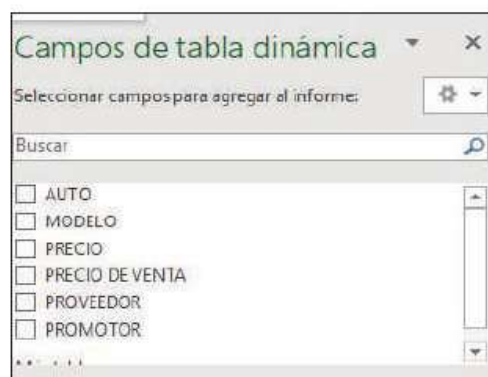 Campos de tabla dinámica
Seleccionar campos para agregar al informe:
Buscar
AUTO
MODELO
PRECIO
PRECIO DE VENTA
PROVEEDOR
PROMOTOR